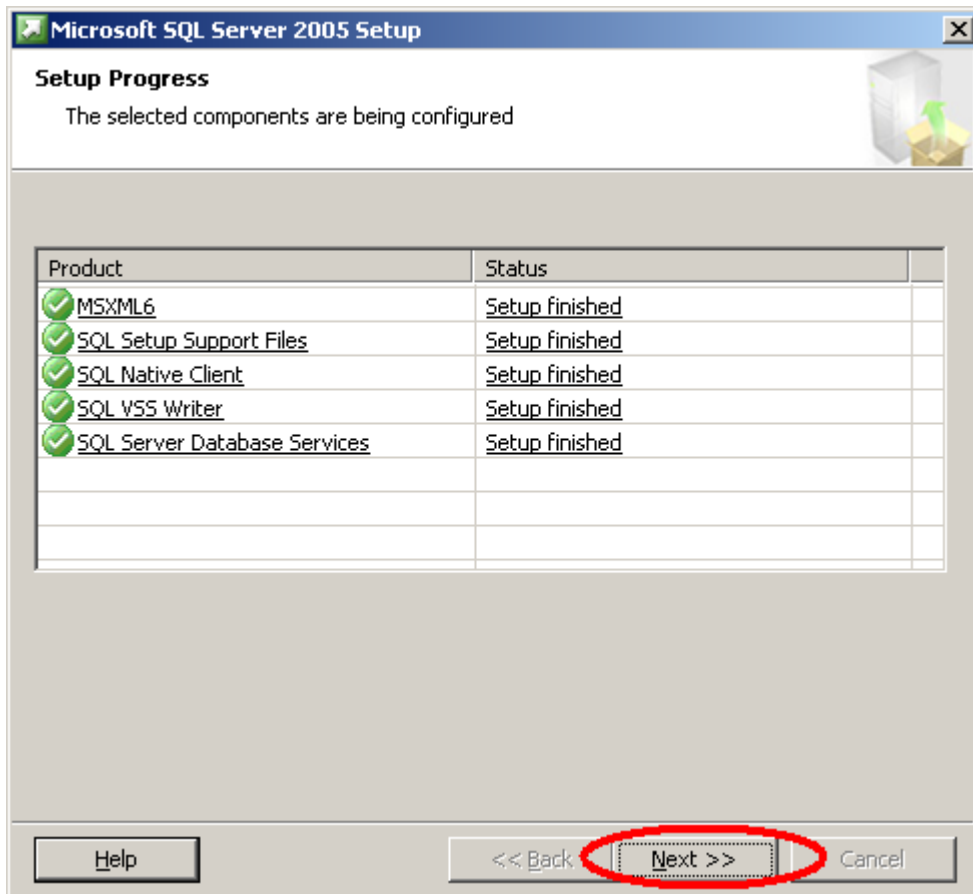 Microsoft SQL Server 2005 Setup
Setup Progress
The selected components are being configured
Product Status
MSXML6 Setup finished
SQL Setup Support Files Setup finished
SQL Native Client Setup finished
SQL VSS Writer Setup finished
SQL Server Database Services Setup finished
Help << Back Next >> Cancel